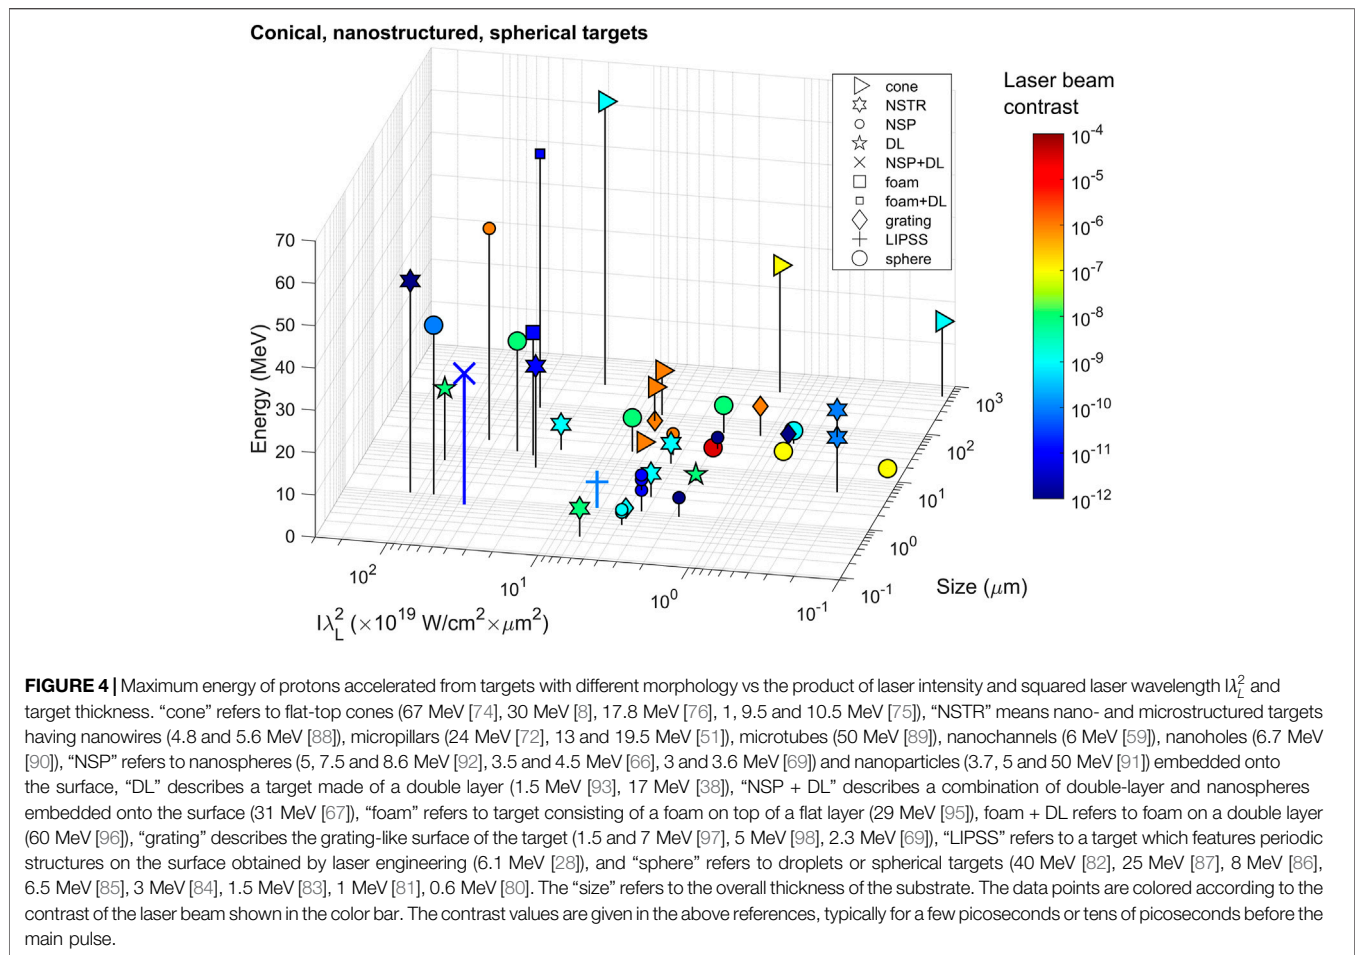 Conical, nanostructured, spherical targets
cone
NSTR
NSP
DL
NSP+DL
foam
foam+DL
grating
LIPSS
sphere
Laser beam
contrast
10^-4
10^-5
10^-6
10^-7
10^-8
10^-9
10^-10
10^-11
10^-12
Energy (MeV)
70
60
50
40
30
20
10
0
10^2
10^1
10^0
10^-1
Iλ_L^2 (×10^19 W/cm^2×μm^2)
10^3
10^2
10^1
10^0
10^-1
Size (μm)
FIGURE 4 | Maximum energy of protons accelerated from targets with different morphology vs the product of laser intensity and squared laser wavelength Iλ_L^2 and
target thickness. “cone” refers to flat-top cones (67 MeV [74], 30 MeV [8], 17.8 MeV [76], 1, 9.5 and 10.5 MeV [75]), “NSTR” means nano- and microstructured targets
having nanowires (4.8 and 5.6 MeV [88]), micropillars (24 MeV [72], 13 and 19.5 MeV [51]), microtubes (50 MeV [89]), nanochannels (6 MeV [59]), nanoholes (6.7 MeV
[90]), “NSP” refers to nanospheres (5, 7.5 and 8.6 MeV [92], 3.5 and 4.5 MeV [66], 3 and 3.6 MeV [69]) and nanoparticles (3.7, 5 and 50 MeV [91]) embedded onto
the surface, “DL” describes a target made of a double layer (1.5 MeV [93], 17 MeV [38]), “NSP + DL” describes a combination of double-layer and nanospheres
embedded onto the surface (31 MeV [67]), “foam” refers to target consisting of a foam on top of a flat layer (29 MeV [95]), foam + DL refers to foam on a double layer
(60 MeV [96]), “grating” describes the grating-like surface of the target (1.5 and 7 MeV [97], 5 MeV [98], 2.3 MeV [69]), “LIPSS” refers to a target which features periodic
structures on the surface obtained by laser engineering (6.1 MeV [28]), and “sphere” refers to droplets or spherical targets (40 MeV [82], 25 MeV [87], 8 MeV [86],
6.5 MeV [85], 3 MeV [84], 1.5 MeV [83], 1 MeV [81], 0.6 MeV [80]. The “size” refers to the overall thickness of the substrate. The data points are colored according to the
contrast of the laser beam shown in the color bar. The contrast values are given in the above references, typically for a few picoseconds or tens of picoseconds before the
main pulse.